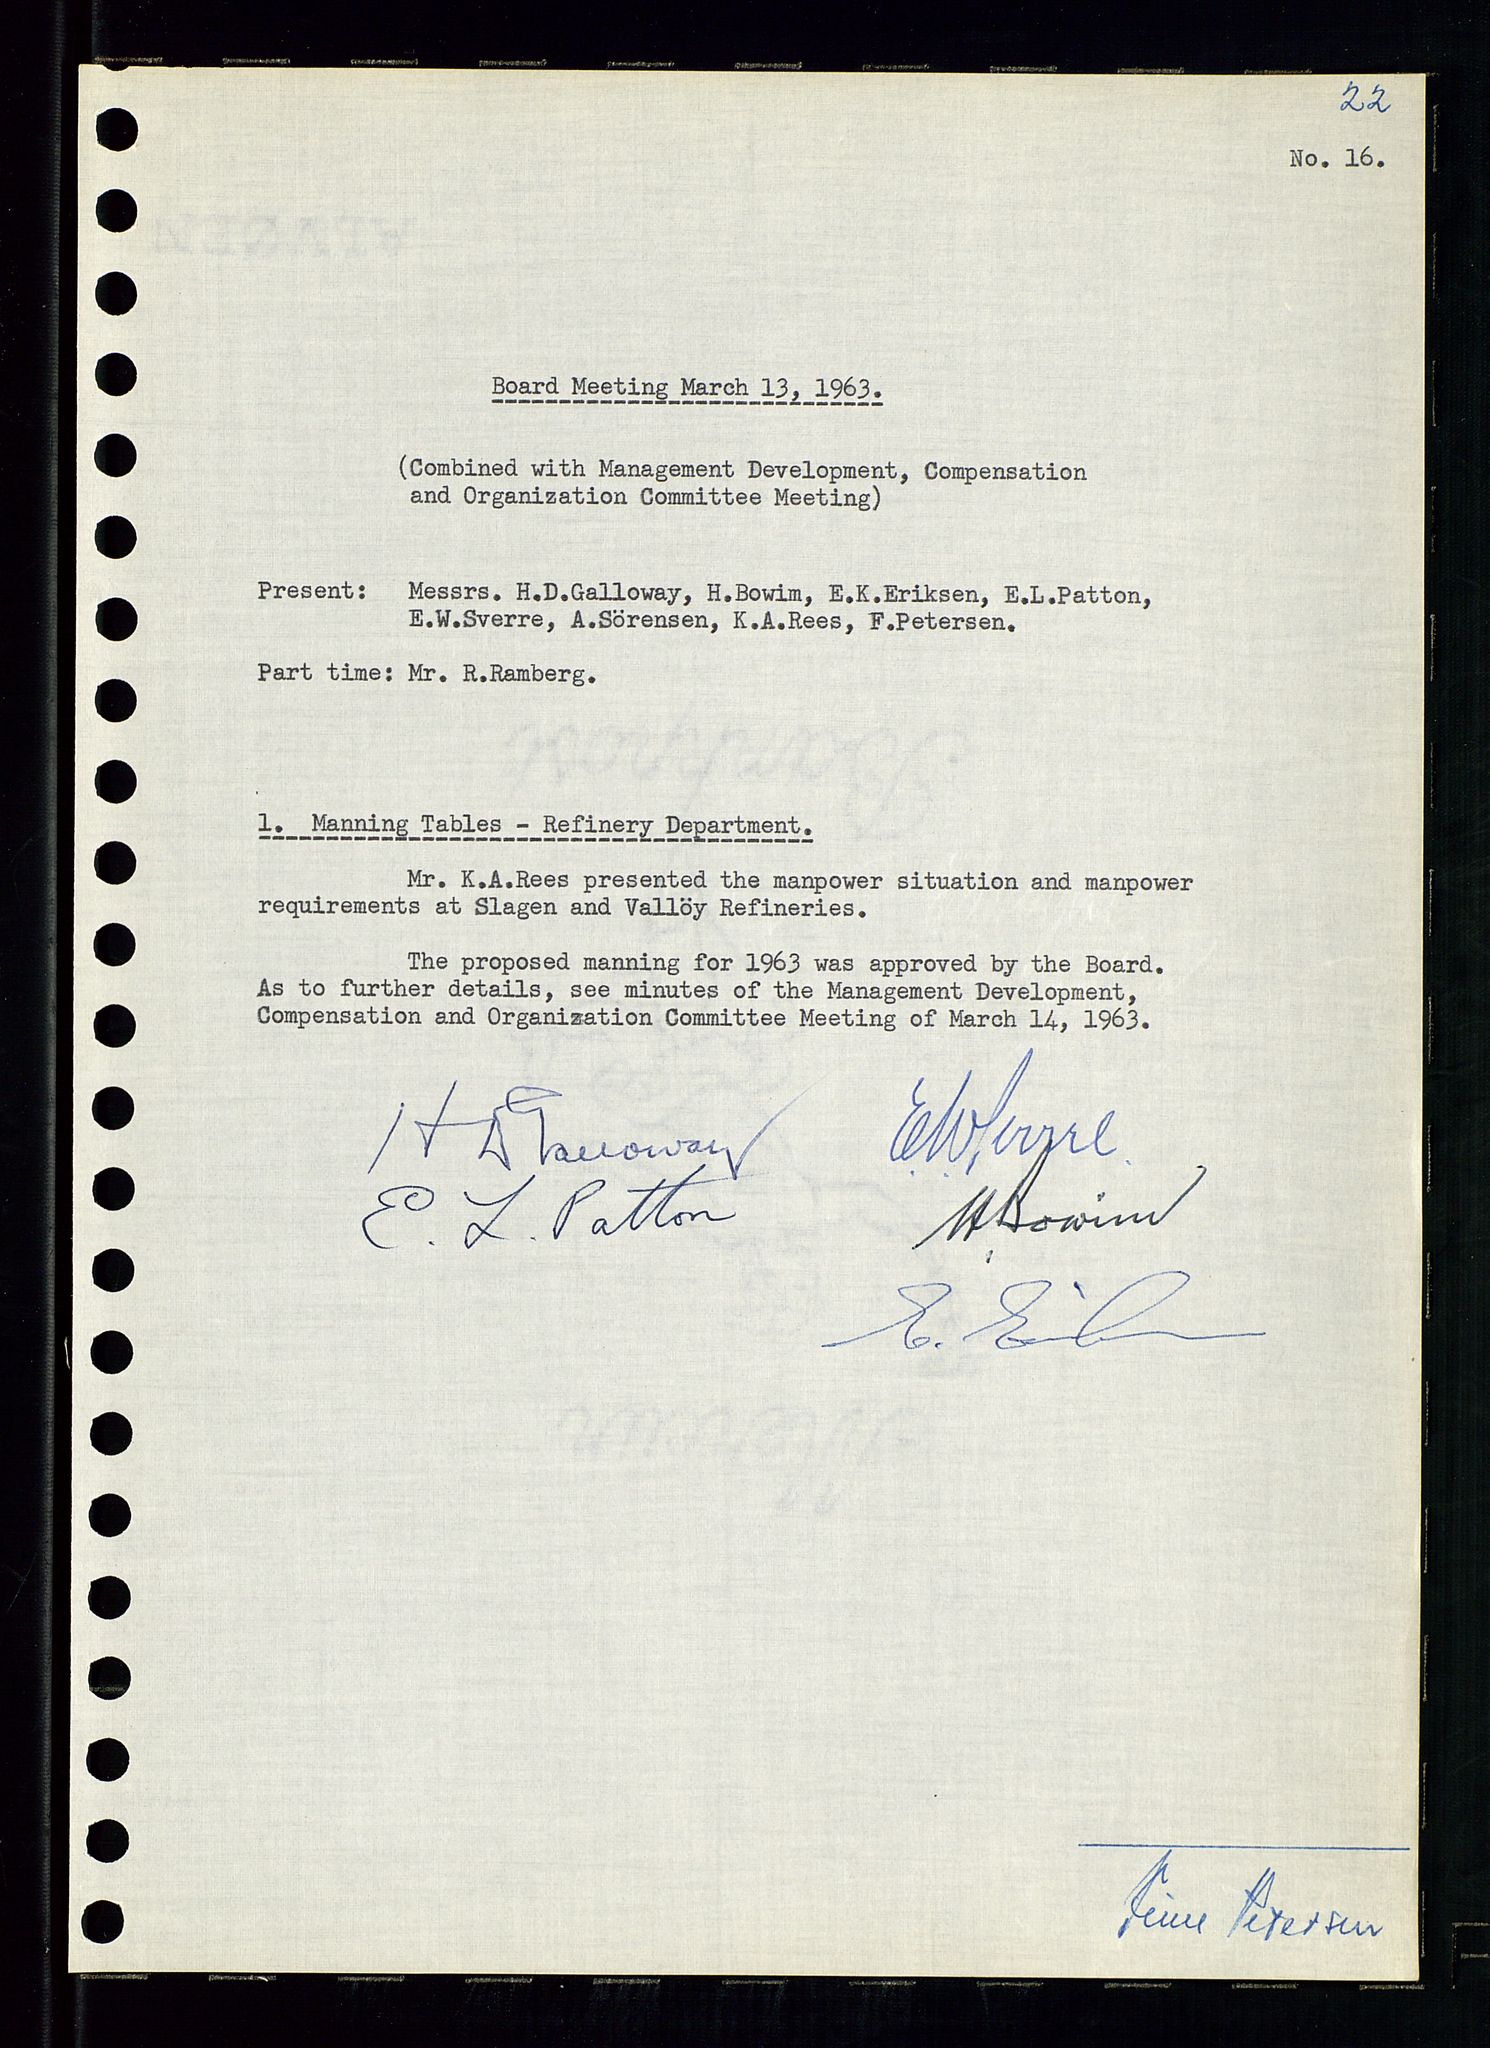 22
No. 16.
Board Meeting March 13, 1963.
(Combined with Management Development, Compensation
and Organization Committee Meeting)
Present: Messrs. H.D.Galloway, H.Bowim, E.K.Eriksen, E.L.Patton,
E.W.Sverre, A.Sörensen, K.A.Rees, F.Petersen.
Part time: Mr. R.Ramberg.
1. Manning Tables - Refinery Department.
Mr. K.A.Rees presented the manpower situation and manpower
requirements at Slagen and Vallöy Refineries.
The proposed manning for 1963 was approved by the Board.
As to further details, see minutes of the Management Development,
Compensation and Organization Committee Meeting of March 14, 1963.
H D Galloway
E W Sverre
E. L. Patton
H. Bowim
E. Eriksen
Petersen